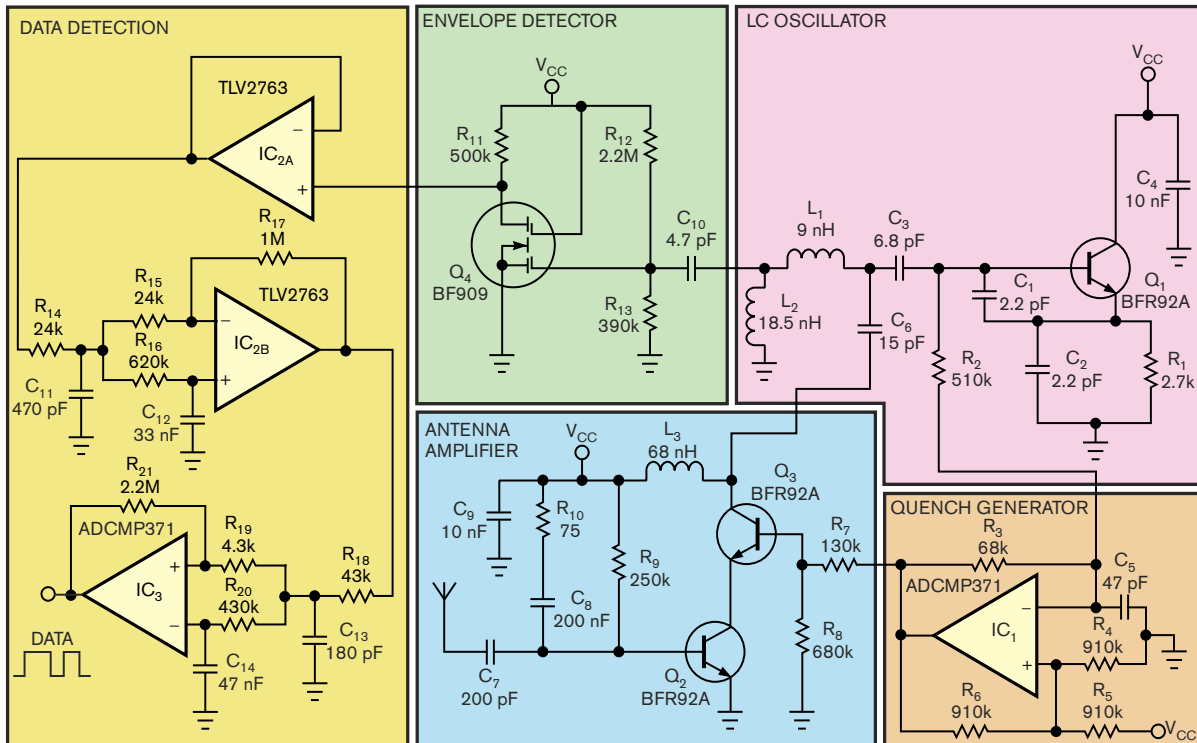 DATA DETECTION
TLV2763
IC2A
−
+
R17
1M
R15
24k
TLV2763
R14
24k
R16
620k
IC2B
−
+
C11
470 pF
C12
33 nF
R21
2.2M
ADCMP371
R19
4.3k
R18
43k
IC3
+
−
R20
430k
DATA
C13
180 pF
C14
47 nF
ENVELOPE DETECTOR
VCC
R11
500k
R12
2.2M
C10
4.7 pF
Q4
BF909
R13
390k
LC OSCILLATOR
VCC
C4
10 nF
L1
9 nH
C3
6.8 pF
Q1
BFR92A
C1
2.2 pF
L2
18.5 nH
C6
15 pF
R2
510k
C2
2.2 pF
R1
2.7k
ANTENNA
AMPLIFIER
VCC
L3
68 nH
Q3
BFR92A
C9
10 nF
R10
75
R9
250k
R7
130k
C8
200 nF
R8
680k
C7
200 pF
Q2
BFR92A
QUENCH GENERATOR
R3
68k
ADCMP371
C5
47 pF
IC1
−
+
R4
910k
R6
910k
R5
910k
VCC